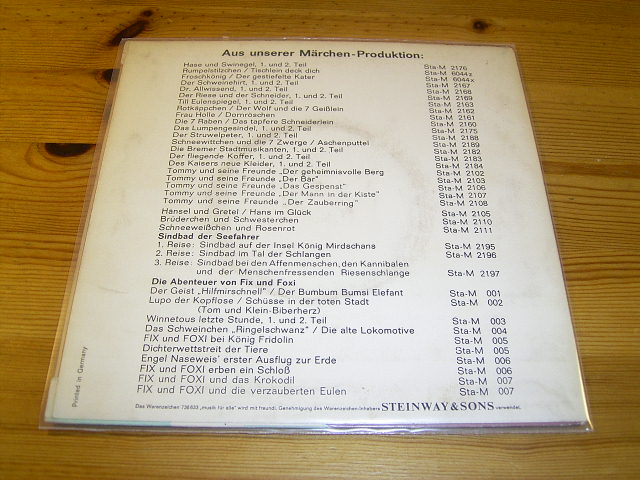 Aus unserer Märchen-Produktion:
Hase und Swinegel, 1. und 2. Teil Sta-M 2176
Rumpelstilzchen / Tischlein deck dich Sta-M 6044x
Froschkönig / Der gestiefelte Kater Sta-M 6044x
Der Schweinehirt, 1. und 2. Teil Sta-M 2167
Dr. Allwissend, 1. und 2. Teil Sta-M 2168
Der Riese und der Schneider, 1. und 2. Teil Sta-M 2169
Till Eulenspiegel, 1. und 2. Teil Sta-M 2163
Rotkäppchen / Der Wolf und die 7 Geißlein Sta-M 2162
Frau Holle / Dornröschen Sta-M 2161
Die 7 Raben / Das tapfere Schneiderlein Sta-M 2160
Das Lumpengesindel, 1. und 2. Teil Sta-M 2175
Der Struwelpeter, 1. und 2. Teil Sta-M 2188
Schneewittchen und die 7 Zwerge / Aschenputtel Sta-M 2189
Die Bremer Stadtmusikanten, 1. und 2. Teil Sta-M 2182
Der fliegende Koffer, 1. und 2. Teil Sta-M 2183
Des Kaisers neue Kleider, 1. und 2. Teil Sta-M 2184
Tommy und seine Freunde „Der geheimnisvolle Berg Sta-M 2102
Tommy und seine Freunde „Der Bär" Sta-M 2103
Tommy und seine Freunde „Das Gespenst" Sta-M 2106
Tommy und seine Freunde „Der Mann in der Kiste" Sta-M 2107
Tommy und seine Freunde „Der Zauberring" Sta-M 2108
Hänsel und Gretel / Hans im Glück Sta-M 2105
Brüderchen und Schwesterchen Sta-M 2110
Schneeweißchen und Rosenrot Sta-M 2111
Sindbad der Seefahrer
1. Reise: Sindbad auf der Insel König Mirdschans Sta-M 2195
2. Reise: Sindbad im Tal der Schlangen Sta-M 2196
3. Reise: Sindbad bei den Affenmenschen, den Kannibalen
und der Menschenfressenden Riesenschlange Sta-M 2197
Die Abenteuer von Fix und Foxi
Der Geist „Hilfmirschnell" / Der Bumbum Bumsi Elefant Sta-M 001
Lupo der Kopflose / Schüsse in der toten Stadt Sta-M 002
(Tom und Klein-Biberherz)
Winnetous letzte Stunde, 1. und 2. Teil Sta-M 003
Das Schweinchen „Ringelschwanz" / Die alte Lokomotive Sta-M 004
FIX und FOXI bei König Fridolin Sta-M 005
Dichterwettstreit der Tiere Sta-M 005
Engel Naseweis' erster Ausflug zur Erde Sta-M 006
FIX und FOXI erben ein Schloß Sta-M 006
FIX und FOXI und das Krokodil Sta-M 007
FIX und FOXI und die verzauberten Eulen Sta-M 007
Das Warenzeichen 736 633 „musik für alle" wird mit freundl. Genehmigung des Warenzeichen-Inhabers STEINWAY & SONS verwendet.
Printed in Germany